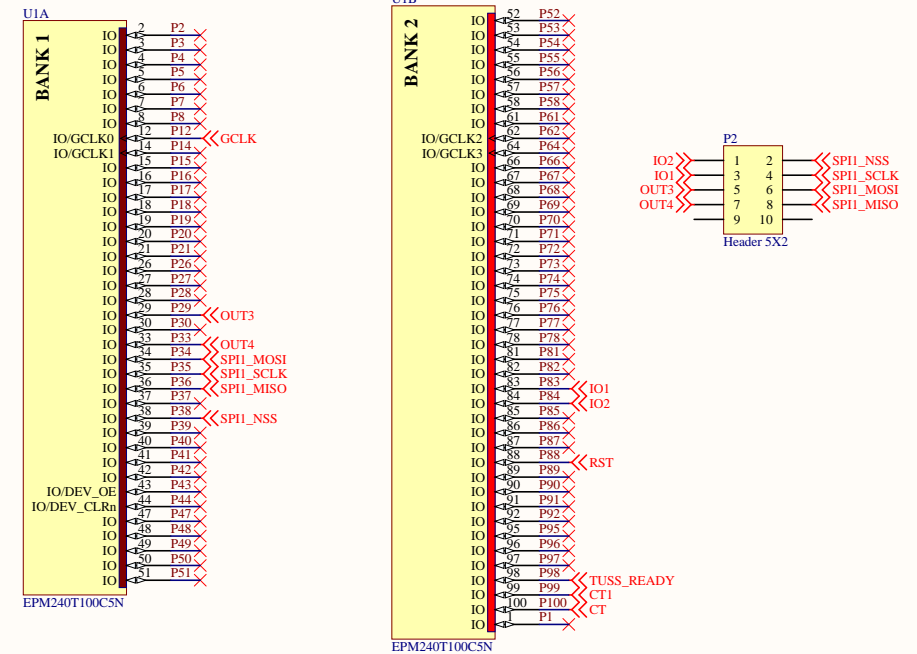 U1A
BANK 1
IO 2 P2
IO 3 P3
IO 4 P4
IO 5 P5
IO 6 P6
IO 7 P7
IO 8 P8
IO/GCLK0 12 P12 GCLK
IO/GCLK1 14 P14
IO 15 P15
IO 16 P16
IO 17 P17
IO 18 P18
IO 19 P19
IO 20 P20
IO 21 P21
IO 26 P26
IO 27 P27
IO 28 P28
IO 29 P29 OUT3
IO 30 P30
IO 33 P33 OUT4
IO 34 P34 SPI1_MOSI
IO 35 P35 SPI1_SCLK
IO 36 P36 SPI1_MISO
IO 37 P37
IO 38 P38 SPI1_NSS
IO 39 P39
IO 40 P40
IO 41 P41
IO 42 P42
IO/DEV_OE 43 P43
IO/DEV_CLRn 44 P44
IO 47 P47
IO 48 P48
IO 49 P49
IO 50 P50
IO 51 P51
EPM240T100C5N
U1B
BANK 2
IO 52 P52
IO 53 P53
IO 54 P54
IO 55 P55
IO 56 P56
IO 57 P57
IO 58 P58
IO 61 P61
IO/GCLK2 62 P62
IO/GCLK3 64 P64
IO 66 P66
IO 67 P67
IO 68 P68
IO 69 P69
IO 70 P70
IO 71 P71
IO 72 P72
IO 73 P73
IO 74 P74
IO 75 P75
IO 76 P76
IO 77 P77
IO 78 P78
IO 81 P81
IO 82 P82
IO 83 P83 IO1
IO 84 P84 IO2
IO 85 P85
IO 86 P86
IO 87 P87
IO 88 P88 RST
IO 89 P89
IO 90 P90
IO 91 P91
IO 92 P92
IO 95 P95
IO 96 P96
IO 97 P97
IO 98 P98 TUSS_READY
IO 99 P99 CT1
IO 100 P100 CT
IO 1 P1
EPM240T100C5N
P2
IO2 1 2 SPI1_NSS
IO1 3 4 SPI1_SCLK
OUT3 5 6 SPI1_MOSI
OUT4 7 8 SPI1_MISO
9 10
Header 5X2